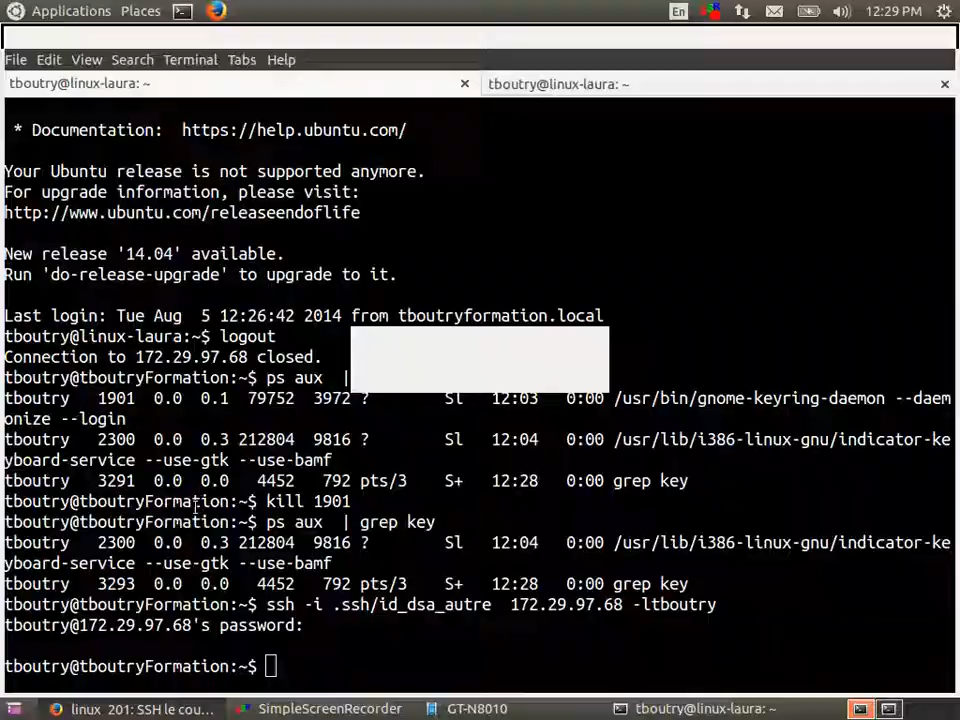 Applications Places En 12:29 PM
File Edit View Search Terminal Tabs Help
tboutry@linux-laura: ~ × tboutry@linux-laura: ~ ×
* Documentation:  https://help.ubuntu.com/
Your Ubuntu release is not supported anymore.
For upgrade information, please visit:
http://www.ubuntu.com/releaseendoflife
New release '14.04' available.
Run 'do-release-upgrade' to upgrade to it.
Last login: Tue Aug  5 12:26:42 2014 from tboutryformation.local
tboutry@linux-laura:~$ logout
Connection to 172.29.97.68 closed.
tboutry@tboutryFormation:~$ ps aux  |
tboutry   1901  0.0  0.1  79752  3972 ?        Sl   12:03   0:00 /usr/bin/gnome-keyring-daemon --daem
onize --login
tboutry   2300  0.0  0.3 212804  9816 ?        Sl   12:04   0:00 /usr/lib/i386-linux-gnu/indicator-ke
yboard-service --use-gtk --use-bamf
tboutry   3291  0.0  0.0   4452   792 pts/3    S+   12:28   0:00 grep key
tboutry@tboutryFormation:~$ kill 1901
tboutry@tboutryFormation:~$ ps aux  | grep key
tboutry   2300  0.0  0.3 212804  9816 ?        Sl   12:04   0:00 /usr/lib/i386-linux-gnu/indicator-ke
yboard-service --use-gtk --use-bamf
tboutry   3293  0.0  0.0   4452   792 pts/3    S+   12:28   0:00 grep key
tboutry@tboutryFormation:~$ ssh -i .ssh/id_dsa_autre  172.29.97.68 -ltboutry
tboutry@172.29.97.68's password:
tboutry@tboutryFormation:~$
linux 201: SSH le cou... SimpleScreenRecorder GT-N8010 tboutry@linux-laura: ~